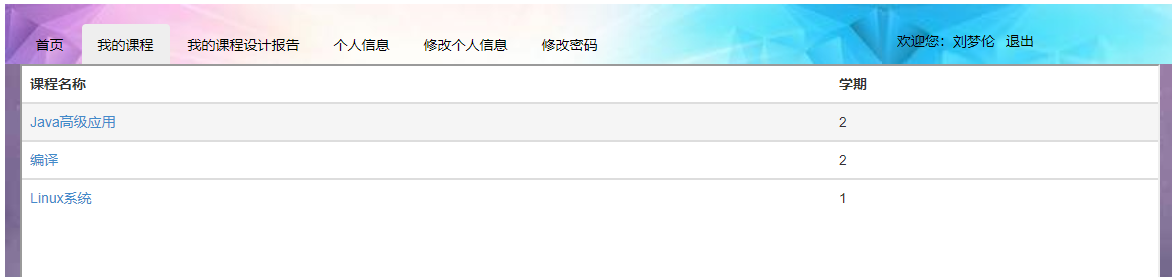 首页 我的课程 我的课程设计报告 个人信息 修改个人信息 修改密码 欢迎您：刘梦伦 退出
课程名称 学期
Java高级应用 2
编译 2
Linux系统 1